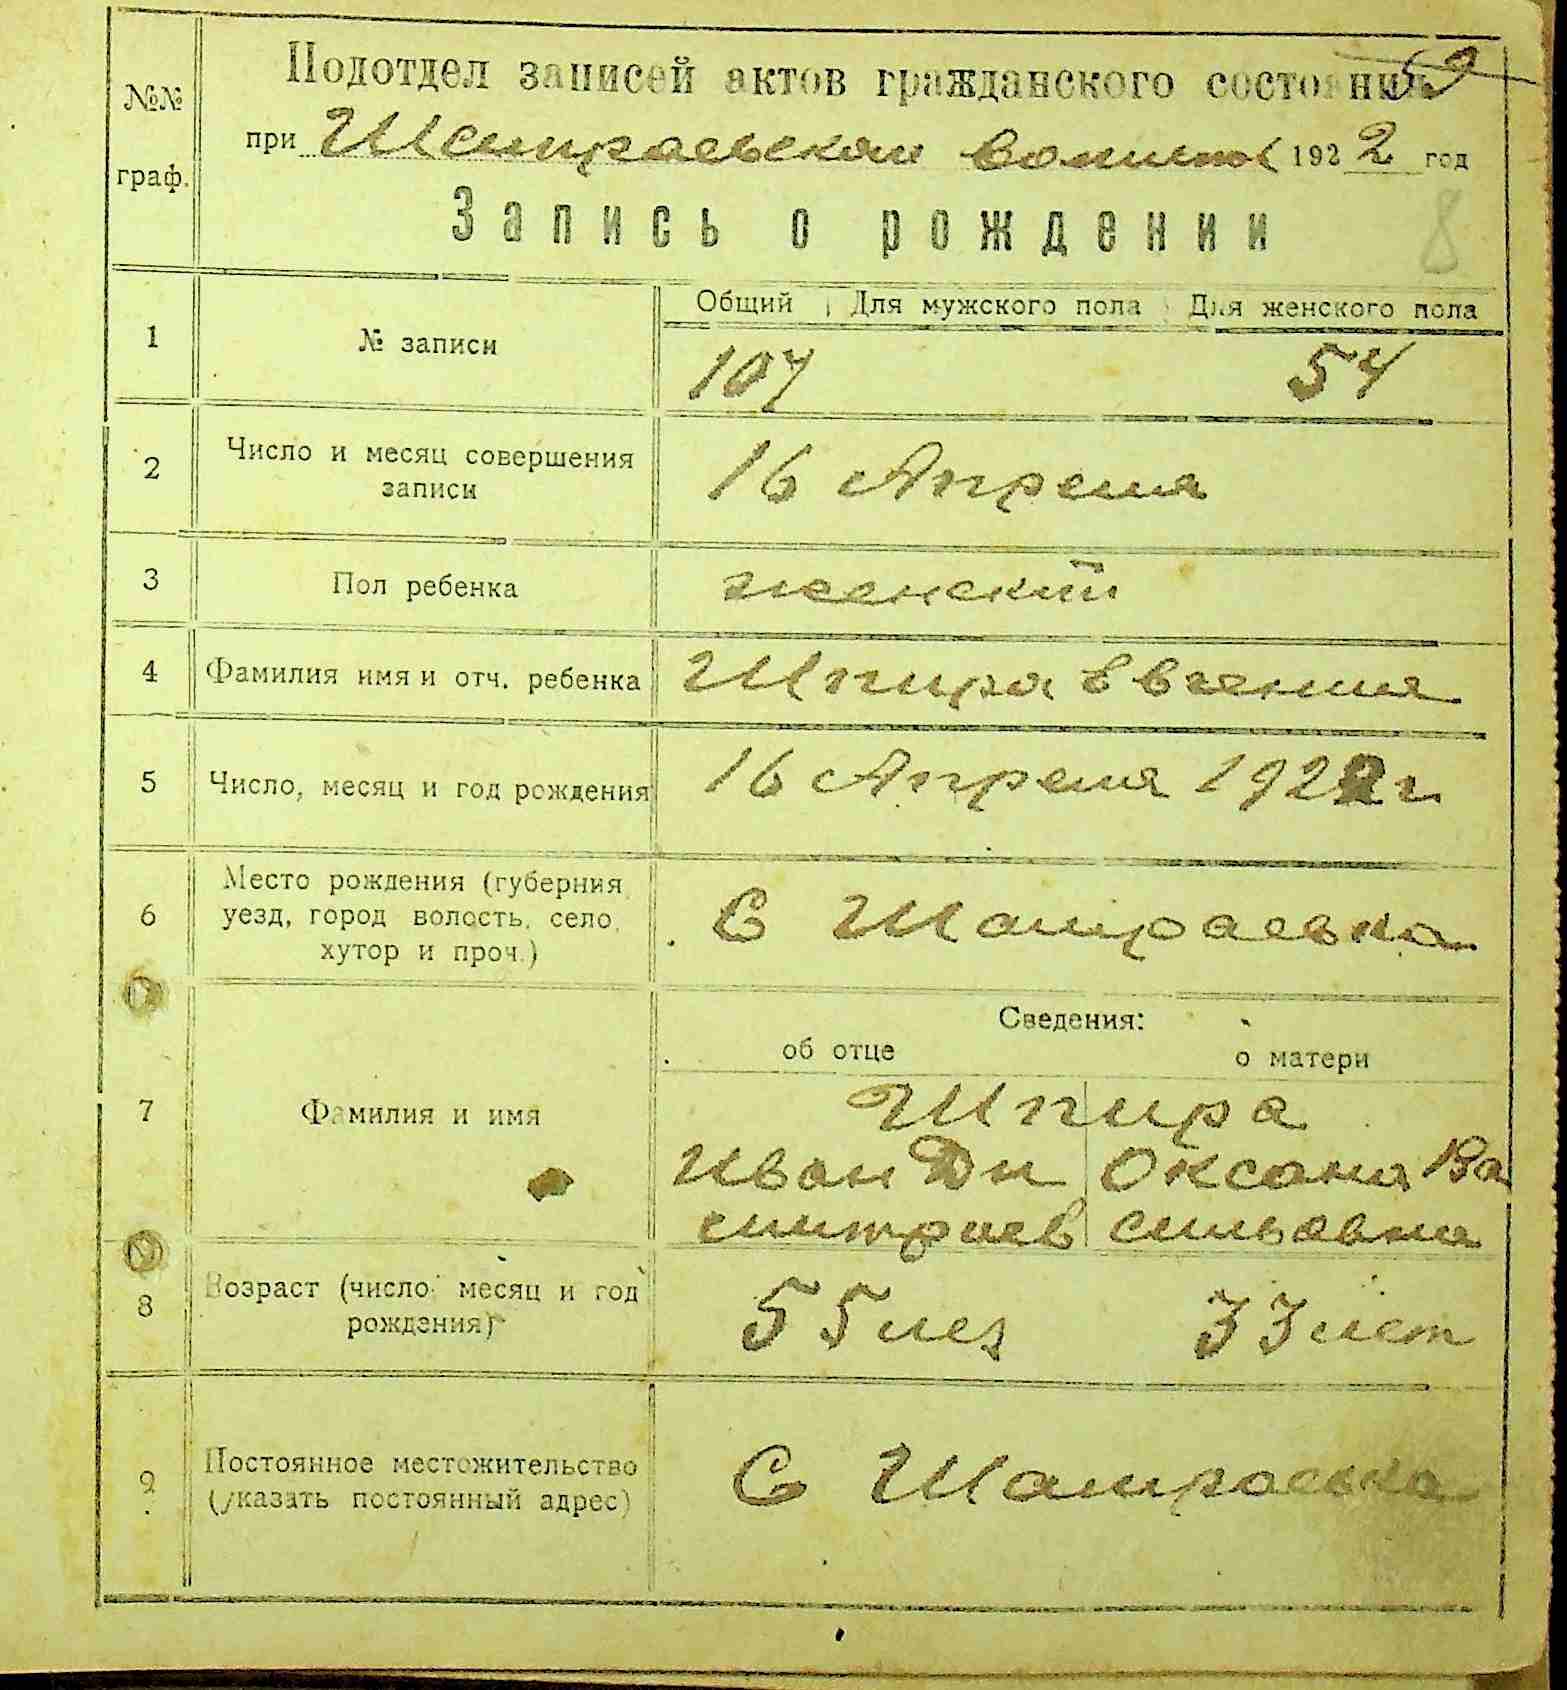 59
№№
граф.
Подотдел записей актов гражданского состояния
при Шамраевском волисп 1922 год
Запись о рождении
8
1 № записи
Общий Для мужского пола Для женского пола
107 54
2 Число и месяц совершения
записи
16 Апреля
3 Пол ребенка женский
4 Фамилия имя и отч. ребенка Шпира Евгения
5 Число, месяц и год рождения 16 Апреля 1922 г
6 Место рождения (губерния
уезд, город волость, село,
хутор и проч.)
С Шамраевка
Сведения:
об отце о матери
7 Фамилия и имя
Шпира
Иван Ди Оксана Ва
митриев сильевна
8 Возраст (число месяц и год
рождения)
55 лет 33 лет
9 Постоянное местожительство
(указать постоянный адрес)
С Шамраевка